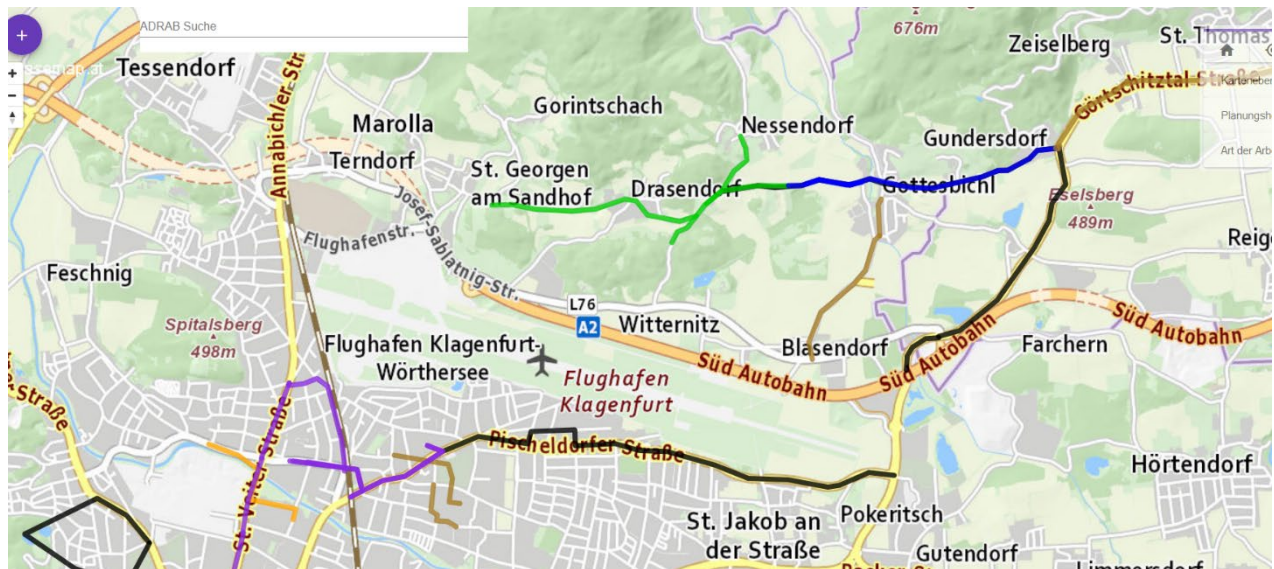 ADRAB Suche
676m
St. Thomas
Zeiselberg
Tessendorf
Görtschitztal Straße
Annabichler Str.
Gorintschach
Marolla
Nessendorf
Gundersdorf
Terndorf
St. Georgen
am Sandhof
Drasendorf
Gottesbichl
Eselsberg
489m
Josef-Sablatnig-Str.
Flughafenstr.
Feschnig
L76
A2
Witternitz
Spitalsberg
498m
Flughafen Klagenfurt-
Wörthersee
Blasendorf
Farchern
Süd Autobahn
Süd Autobahn
Süd Autobahn
Flughafen
Klagenfurt
Straße
St. Veiter Straße
Pischeldorfer Straße
Hörtendorf
St. Jakob an
der Straße
Pokeritsch
Gutendorf
Limmersdorf